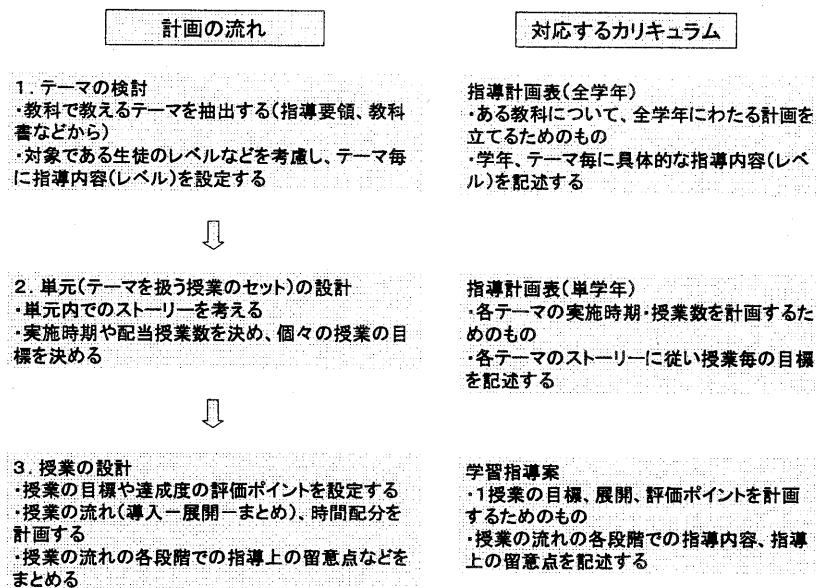 計画の流れ
対応するカリキュラム
1．テーマの検討
・教科で教えるテーマを抽出する（指導要領、教科
書などから）
・対象である生徒のレベルなどを考慮し、テーマ毎
に指導内容（レベル）を設定する
指導計画表（全学年）
・ある教科について、全学年にわたる計画を
立てるためのもの
・学年、テーマ毎に具体的な指導内容（レベ
ル）を記述する
2．単元（テーマを扱う授業のセット）の設計
・単元内でのストーリーを考える
・実施時期や配当授業数を決め、個々の授業の目
標を決める
指導計画表（単学年）
・各テーマの実施時期・授業数を計画するた
めのもの
・各テーマのストーリーに従い授業毎の目標
を記述する
3．授業の設計
・授業の目標や達成度の評価ポイントを設定する
・授業の流れ（導入－展開－まとめ）、時間配分を
計画する
・授業の流れの各段階での指導上の留意点などを
まとめる
学習指導案
・1授業の目標、展開、評価ポイントを計画
するためのもの
・授業の流れの各段階での指導内容、指導
上の留意点を記述する